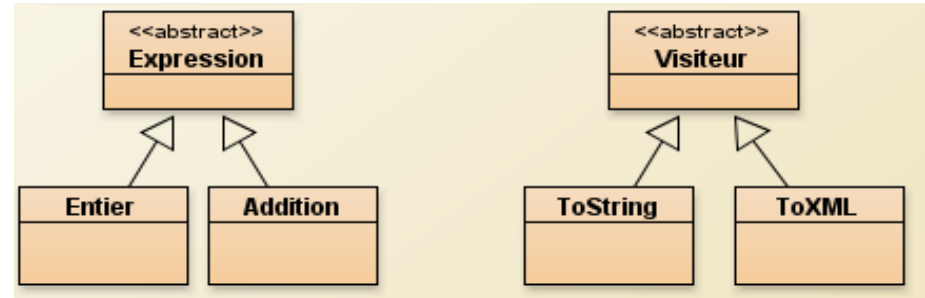 <<abstract>>
Expression
<<abstract>>
Visiteur
Entier
Addition
ToString
ToXML